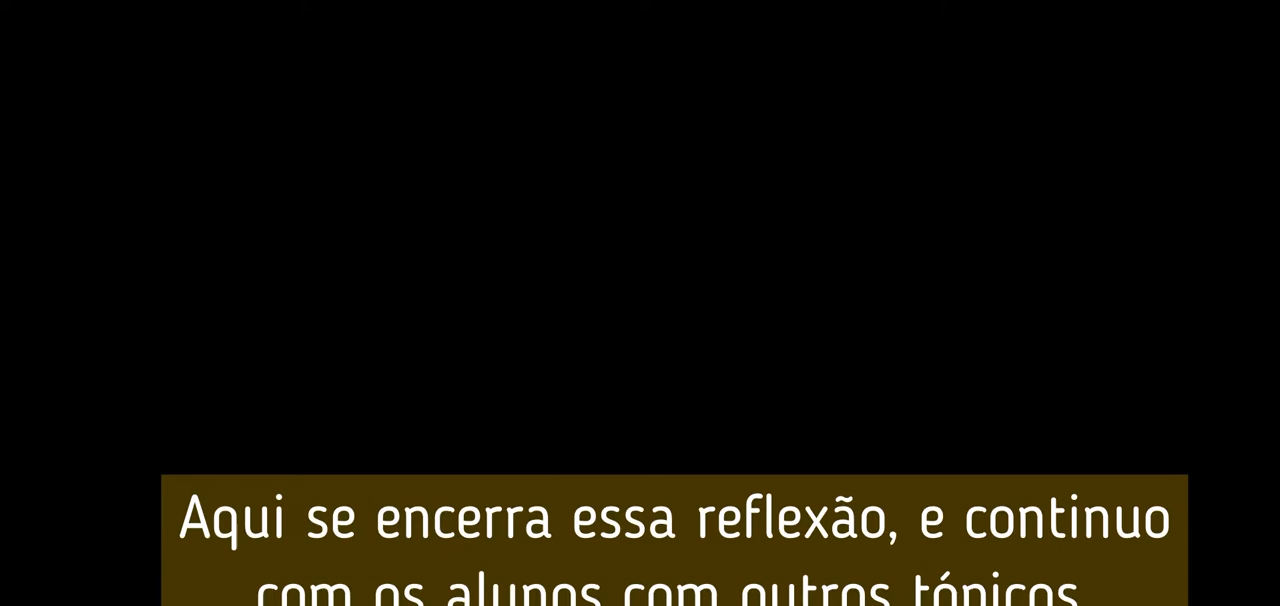 Aqui se encerra essa reflexão, e continuo
com os alunos com outros tópicos